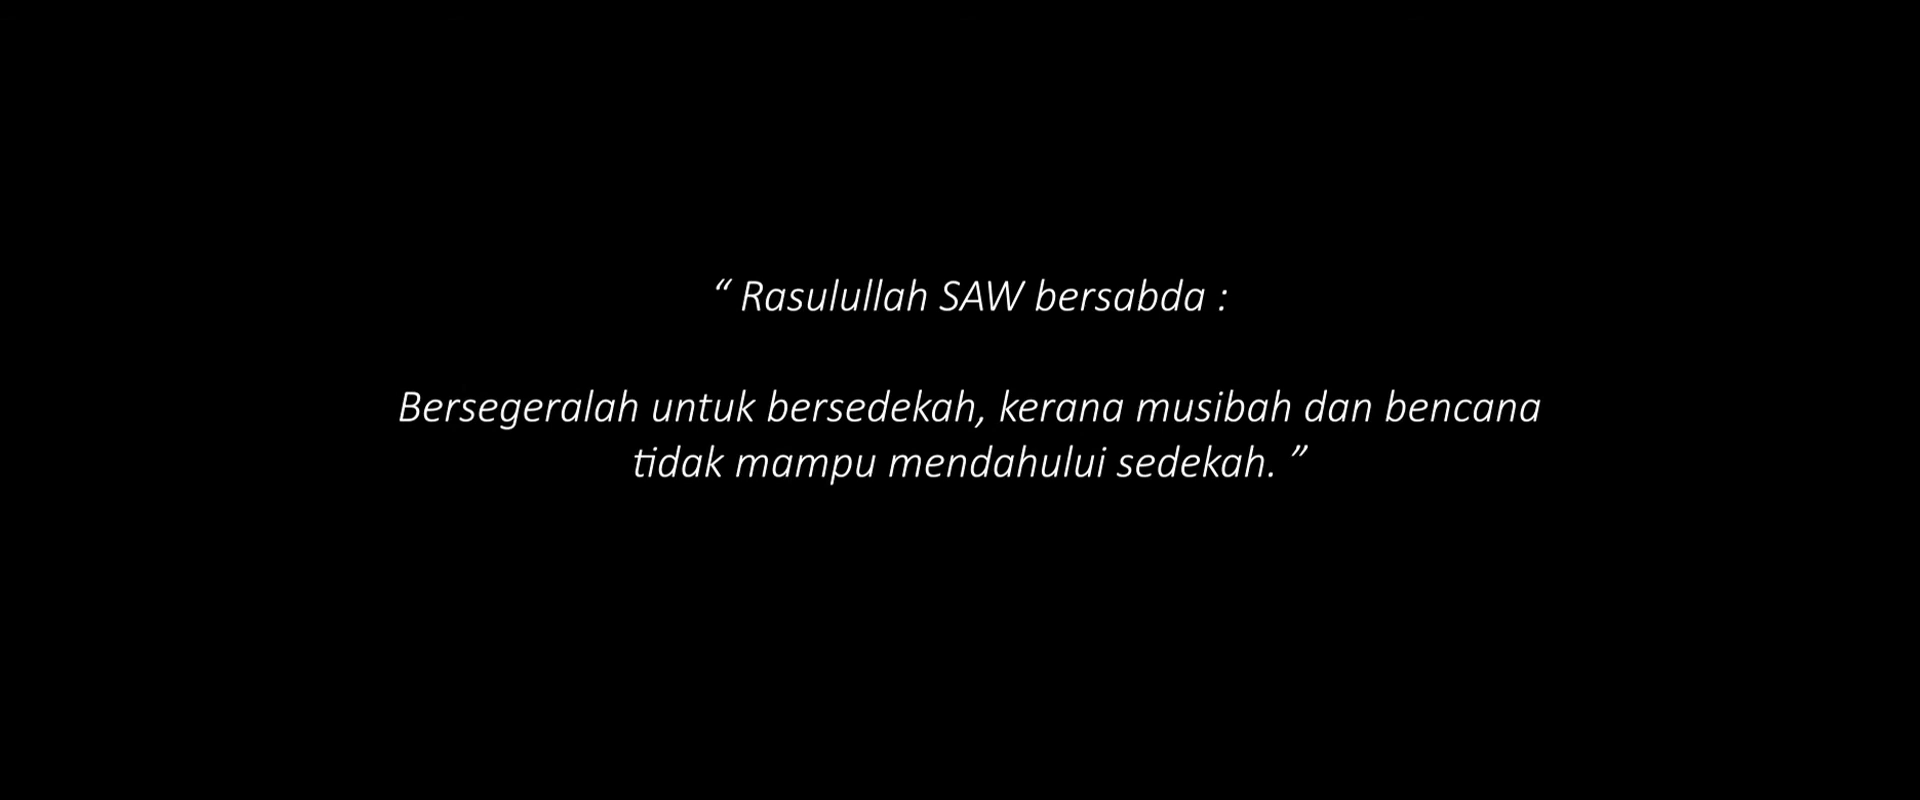 “ Rasulullah SAW bersabda :
Bersegeralah untuk bersedekah, kerana musibah dan bencana
tidak mampu mendahului sedekah. ”